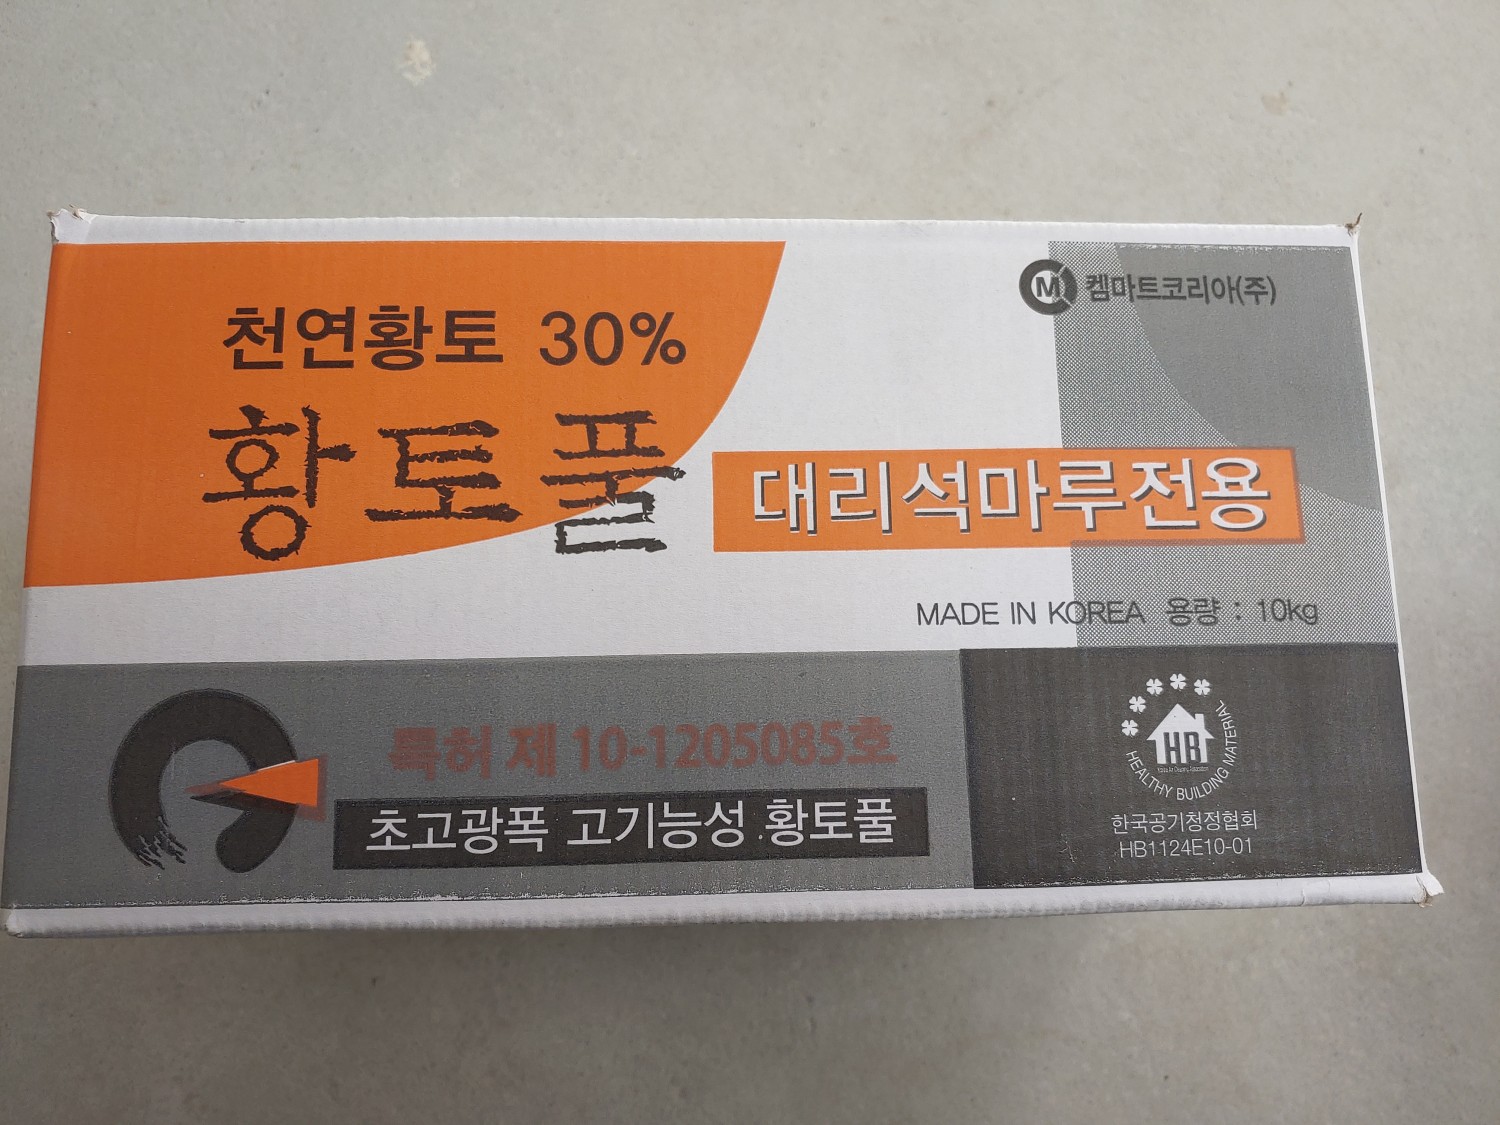 천연황토 30%
황토풀
대리석마루전용
CM 켐마트코리아(주)
MADE IN KOREA 용량 : 10kg
특허 제 10-1205085호
초고광폭 고기능성 황토풀
HB
HEALTHY BUILDING MATERIAL
한국공기청정협회
HB1124E10-01